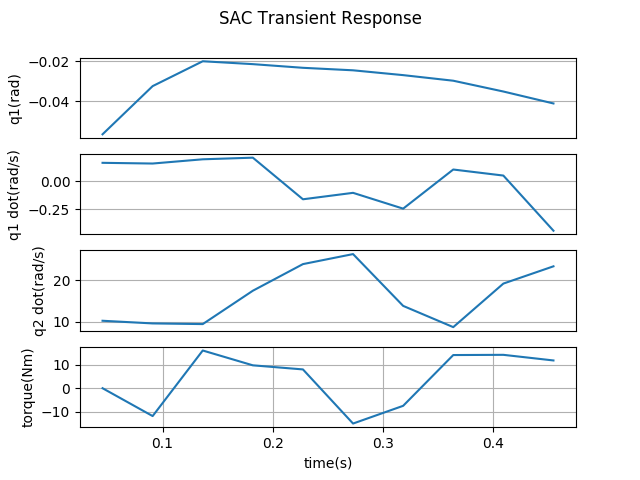 SAC Transient Response
q1(rad)
−0.02
−0.04
q1 dot(rad/s)
0.00
−0.25
q2 dot(rad/s)
20
10
torque(Nm)
10
0
−10
0.1 0.2 0.3 0.4
time(s)